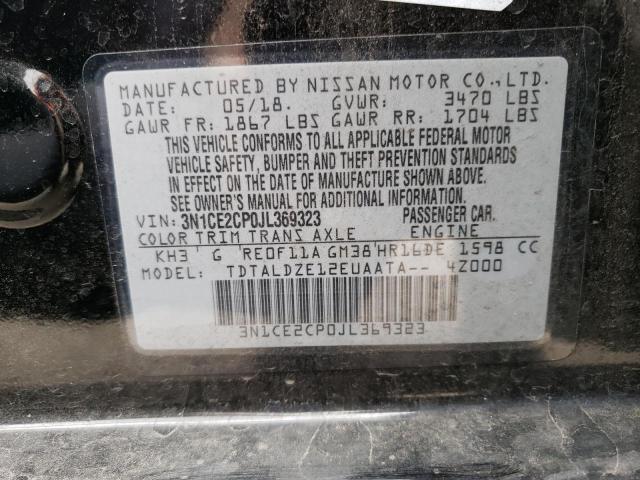 MANUFACTURED BY NISSAN MOTOR CO.,LTD.
DATE: 05/18. GVWR: 3470 LBS
GAWR FR: 1867 LBS GAWR RR: 1704 LBS
THIS VEHICLE CONFORMS TO ALL APPLICABLE FEDERAL MOTOR
VEHICLE SAFETY, BUMPER AND THEFT PREVENTION STANDARDS
IN EFFECT ON THE DATE OF MANUFACTURE SHOWN ABOVE.
SEE OWNER'S MANUAL FOR ADDITIONAL INFORMATION.
VIN: 3N1CE2CP0JL369323 PASSENGER CAR.
COLOR TRIM TRANS AXLE ENGINE
KH3 G RE0F11A GM38 HR16DE 1598 CC
MODEL: TDTALDZE12EUAATA-- 4Z000
3N1CE2CP0JL369323